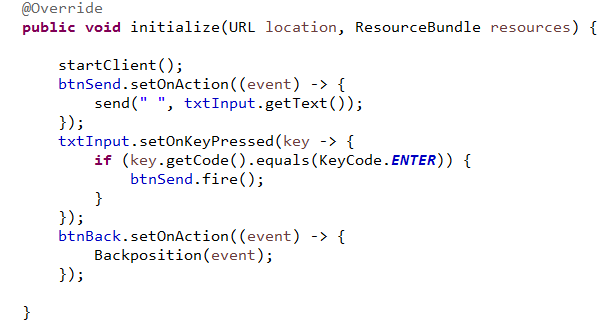 @Override
public void initialize(URL location, ResourceBundle resources) {
startClient();
btnSend.setOnAction((event) -> {
send(" ", txtInput.getText());
});
txtInput.setOnKeyPressed(key -> {
if (key.getCode().equals(KeyCode.ENTER)) {
btnSend.fire();
}
});
btnBack.setOnAction((event) -> {
Backposition(event);
});
}